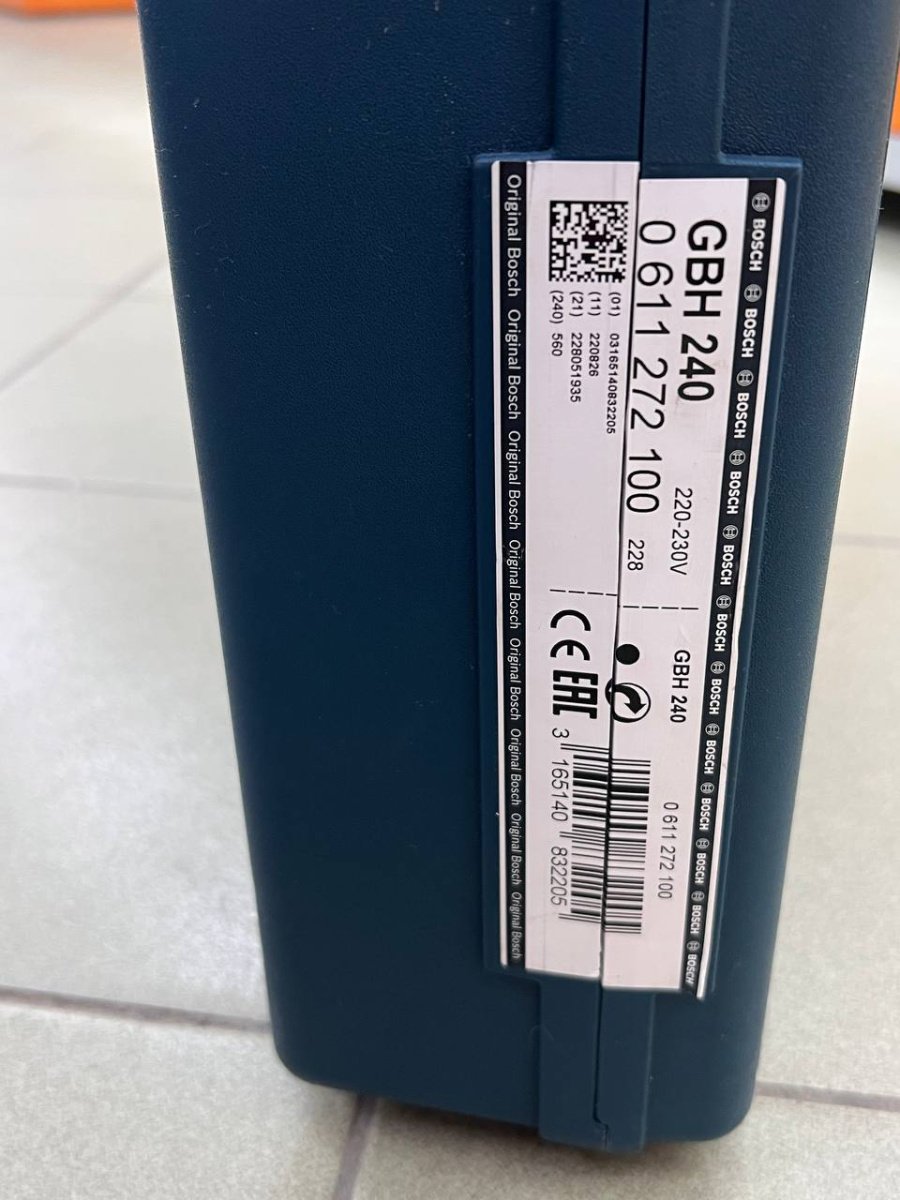 BOSCH BOSCH BOSCH BOSCH BOSCH BOSCH BOSCH BOSCH BOSCH BOSCH BOSCH BOSCH
GBH 240
220-230V
0 611 272 100 228
(01) 03165140832205
(11) 220826
(21) 228051935
(240) 560
GBH 240
0 611 272 100
CE EAC
3 165140 832205
Original Bosch Original Bosch Original Bosch Original Bosch Original Bosch Original Bosch Original Bosch Original Bosch